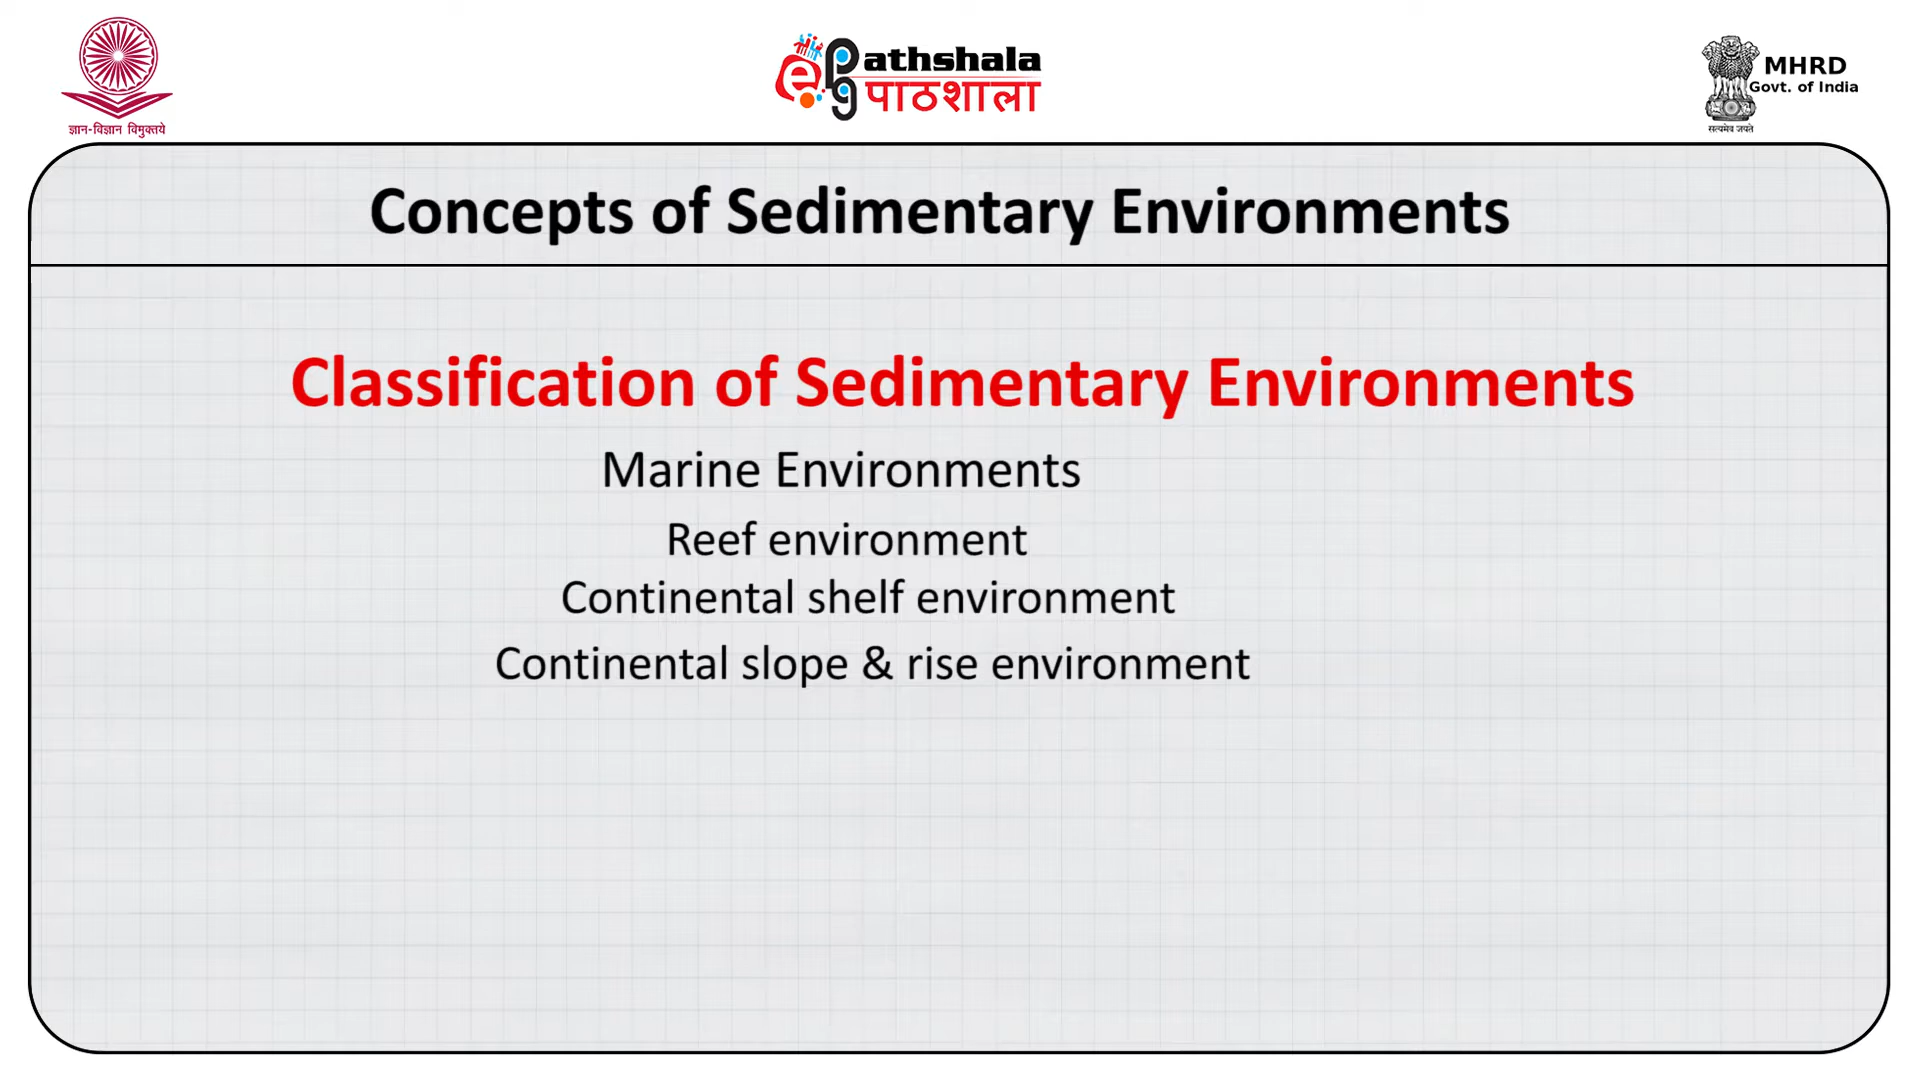 ज्ञान-विज्ञान विमुक्तये
e Pg athshala
पाठशाला
MHRD
Govt. of India
सत्यमेव जयते
Concepts of Sedimentary Environments
Classification of Sedimentary Environments
Marine Environments
Reef environment
Continental shelf environment
Continental slope & rise environment